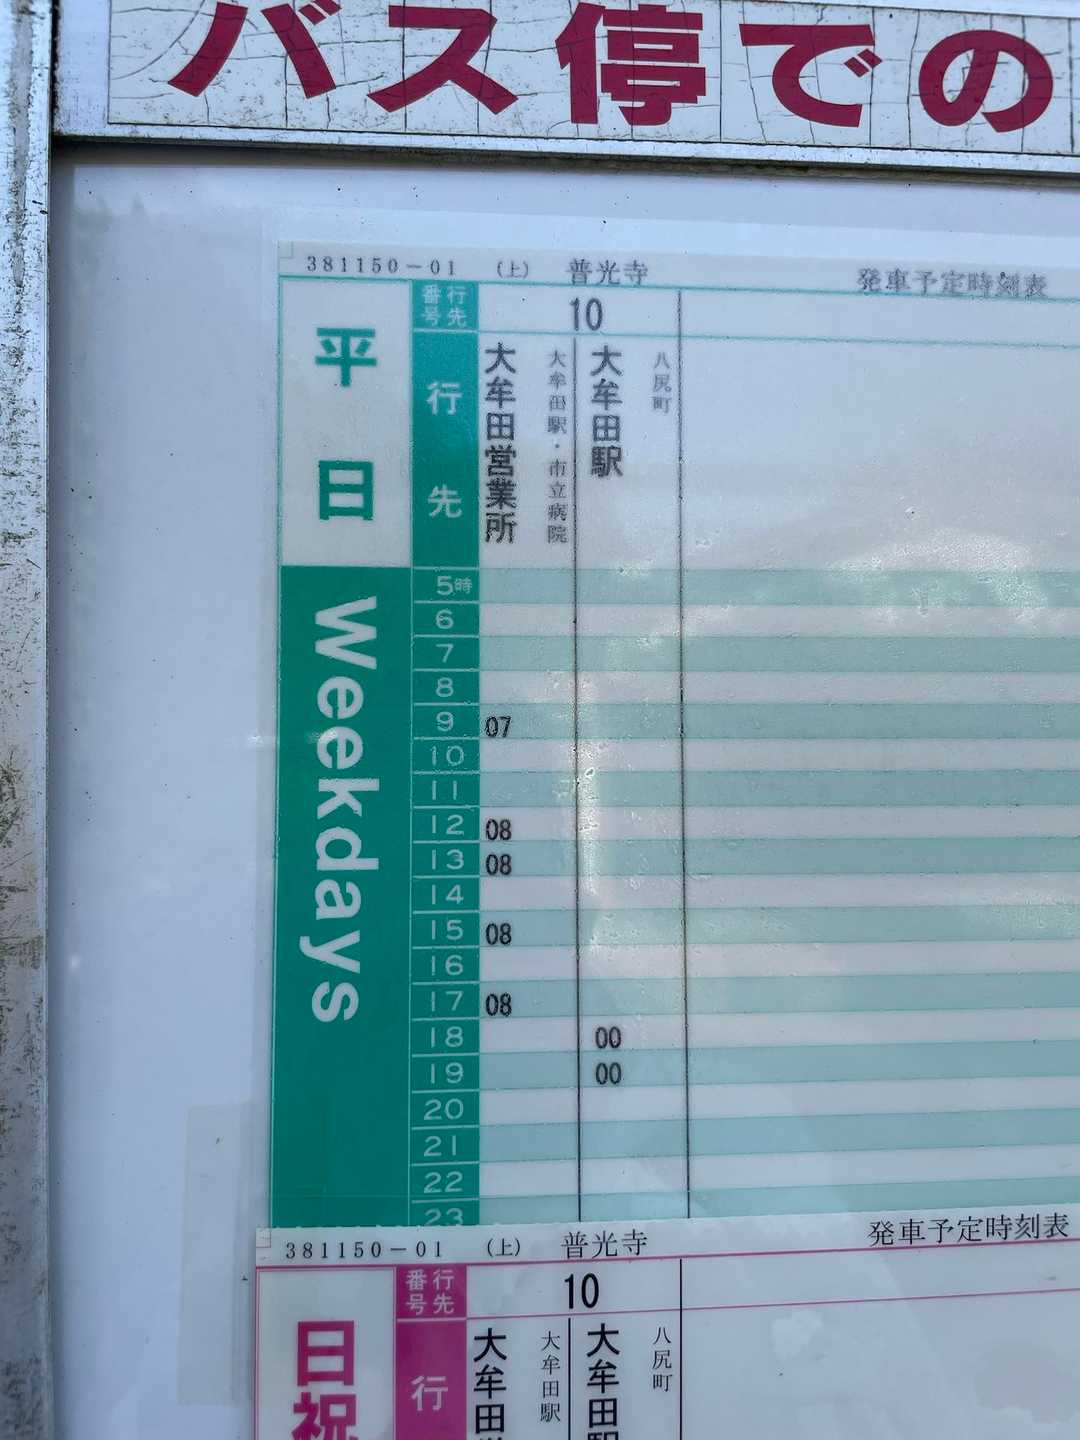 バス停での
381150-01 (上) 普光寺 発車予定時刻表
平日
Weekdays
行先番号
10
行先
大牟田営業所
大牟田駅・市立病院
大牟田駅
八尻町
5時
6
7
8
9 07
10
11
12 08
13 08
14
15 08
16
17 08
18 00
19 00
20
21
22
23
381150-01 (上) 普光寺 発車予定時刻表
日祝
行先番号
10
行
大牟田
大牟田駅
大牟田駅
八尻町